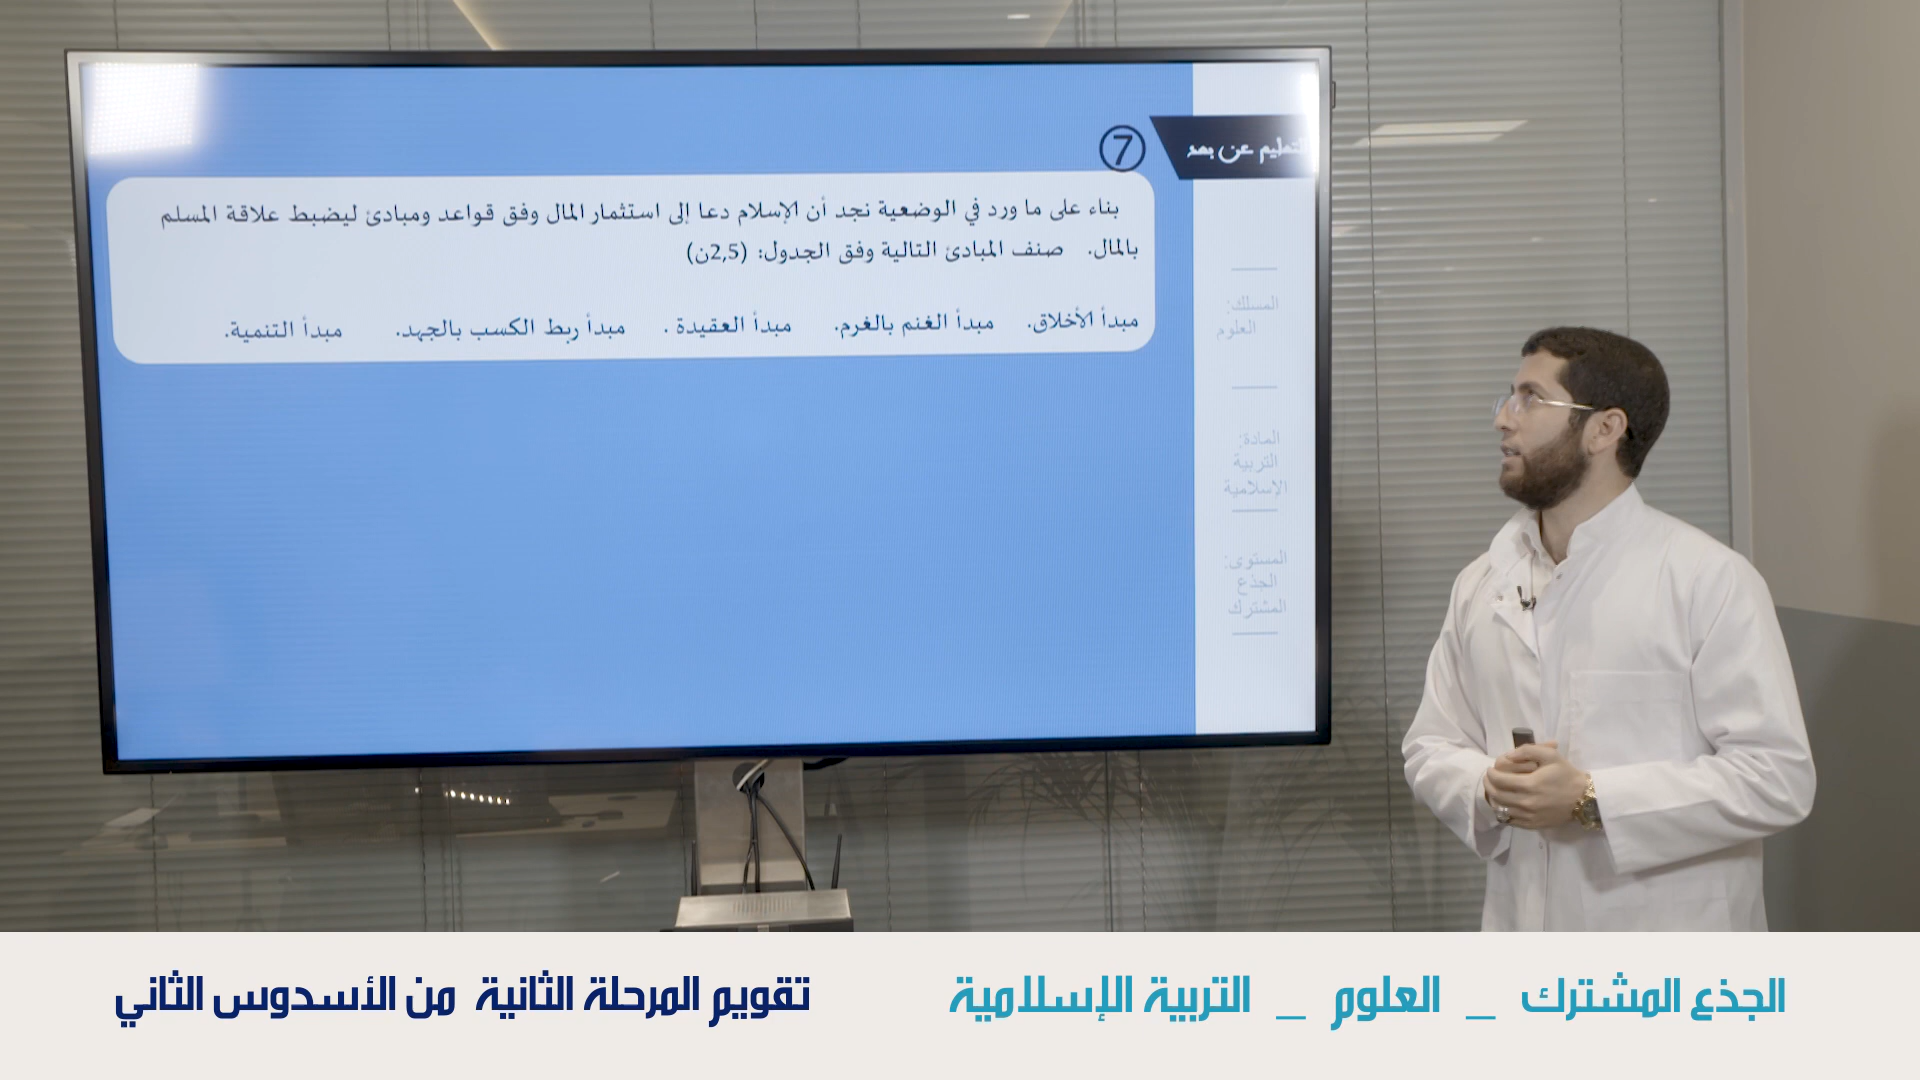 التعليم عن بعد
7
بناء على ما ورد في الوضعية نجد أن الإسلام دعا إلى استثمار المال وفق قواعد ومبادئ ليضبط علاقة المسلم
بالمال. صنف المبادئ التالية وفق الجدول: (2,5ن)
مبدأ الأخلاق. مبدأ الغنم بالغرم. مبدأ العقيدة . مبدأ ربط الكسب بالجهد. مبدأ التنمية.
المسلك:
العلوم
المادة:
التربية
الإسلامية
المستوى:
الجذع
المشترك
الجذع المشترك _ العلوم _ التربية الإسلامية تقويم المرحلة الثانية من الأسدوس الثاني